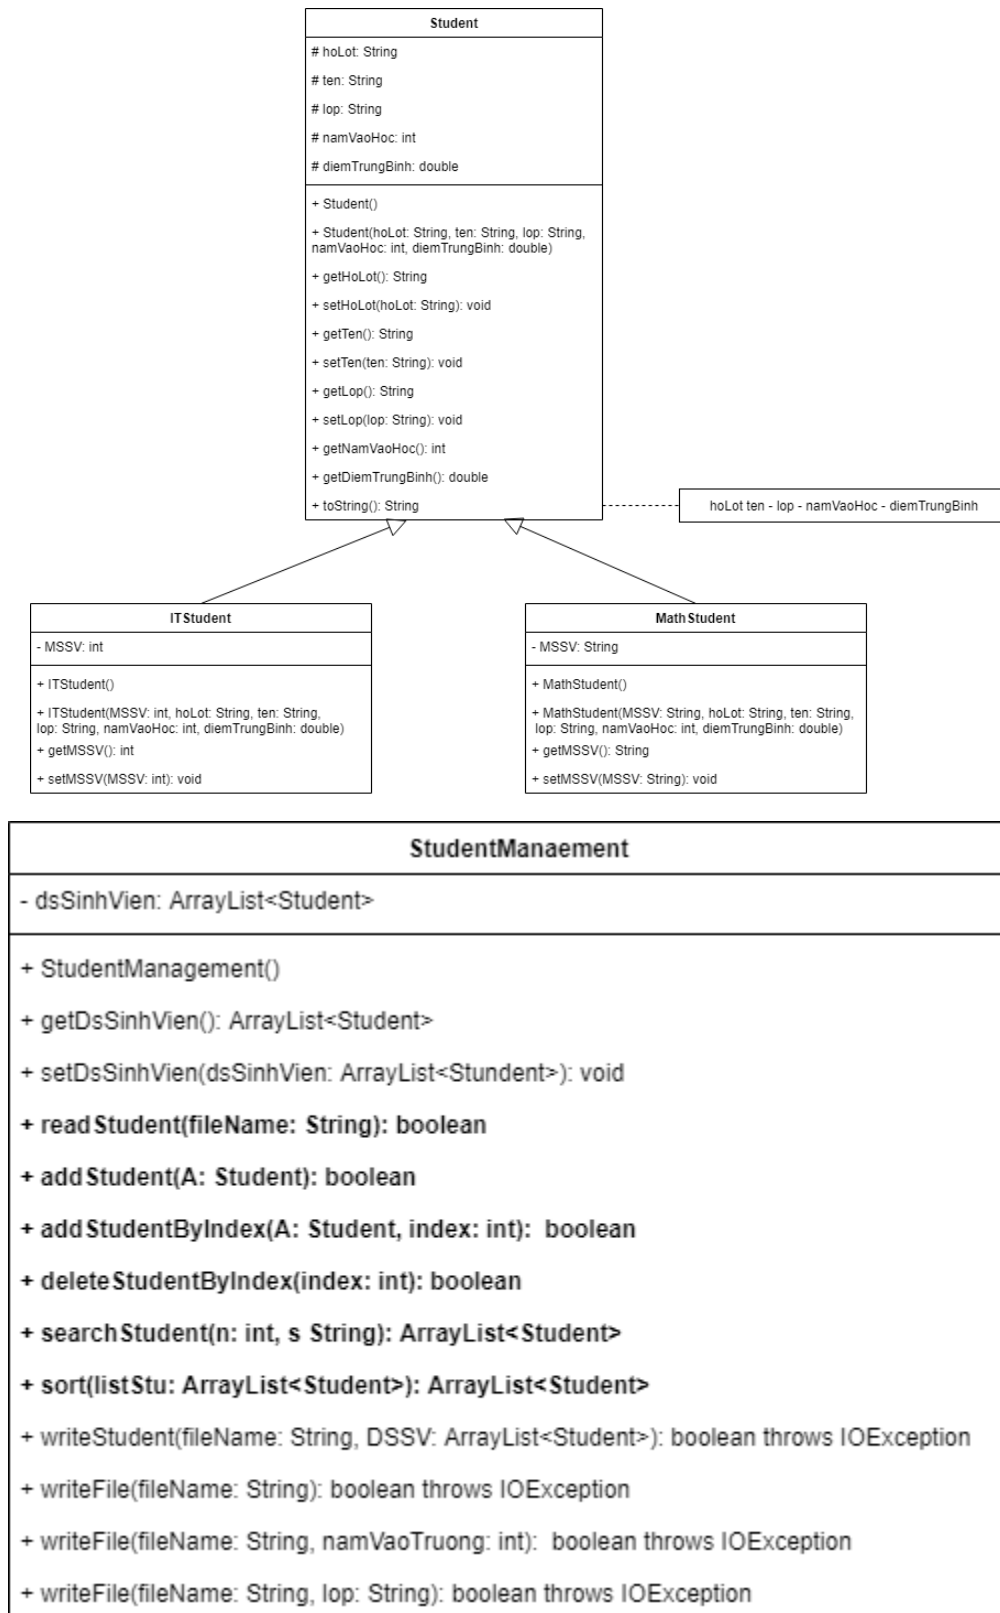 Student
# hoLot: String
# ten: String
# lop: String
# namVaoHoc: int
# diemTrungBinh: double
+ Student()
+ Student(hoLot: String, ten: String, lop: String,
namVaoHoc: int, diemTrungBinh: double)
+ getHoLot(): String
+ setHoLot(hoLot: String): void
+ getTen(): String
+ setTen(ten: String): void
+ getLop(): String
+ setLop(lop: String): void
+ getNamVaoHoc(): int
+ getDiemTrungBinh(): double
+ toString(): String
hoLot ten - lop - namVaoHoc - diemTrungBinh
ITStudent
- MSSV: int
+ ITStudent()
+ ITStudent(MSSV: int, hoLot: String, ten: String,
lop: String, namVaoHoc: int, diemTrungBinh: double)
+ getMSSV(): int
+ setMSSV(MSSV: int): void
MathStudent
- MSSV: String
+ MathStudent()
+ MathStudent(MSSV: String, hoLot: String, ten: String,
lop: String, namVaoHoc: int, diemTrungBinh: double)
+ getMSSV(): String
+ setMSSV(MSSV: String): void
StudentManaement
- dsSinhVien: ArrayList<Student>
+ StudentManagement()
+ getDsSinhVien(): ArrayList<Student>
+ setDsSinhVien(dsSinhVien: ArrayList<Stundent>): void
+ readStudent(fileName: String): boolean
+ addStudent(A: Student): boolean
+ addStudentByIndex(A: Student, index: int): boolean
+ deleteStudentByIndex(index: int): boolean
+ searchStudent(n: int, s String): ArrayList<Student>
+ sort(listStu: ArrayList<Student>): ArrayList<Student>
+ writeStudent(fileName: String, DSSV: ArrayList<Student>): boolean throws IOException
+ writeFile(fileName: String): boolean throws IOException
+ writeFile(fileName: String, namVaoTruong: int): boolean throws IOException
+ writeFile(fileName: String, lop: String): boolean throws IOException